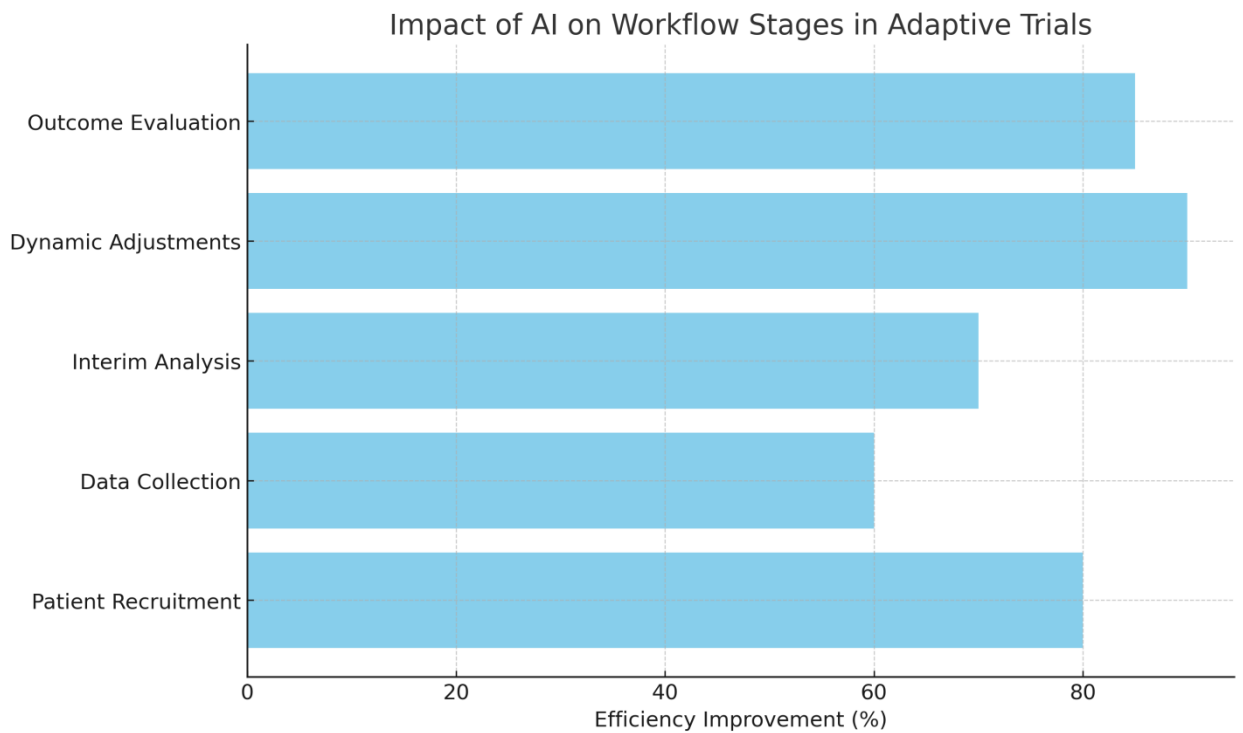 Impact of AI on Workflow Stages in Adaptive Trials
Outcome Evaluation
Dynamic Adjustments
Interim Analysis
Data Collection
Patient Recruitment
0 20 40 60 80
Efficiency Improvement (%)